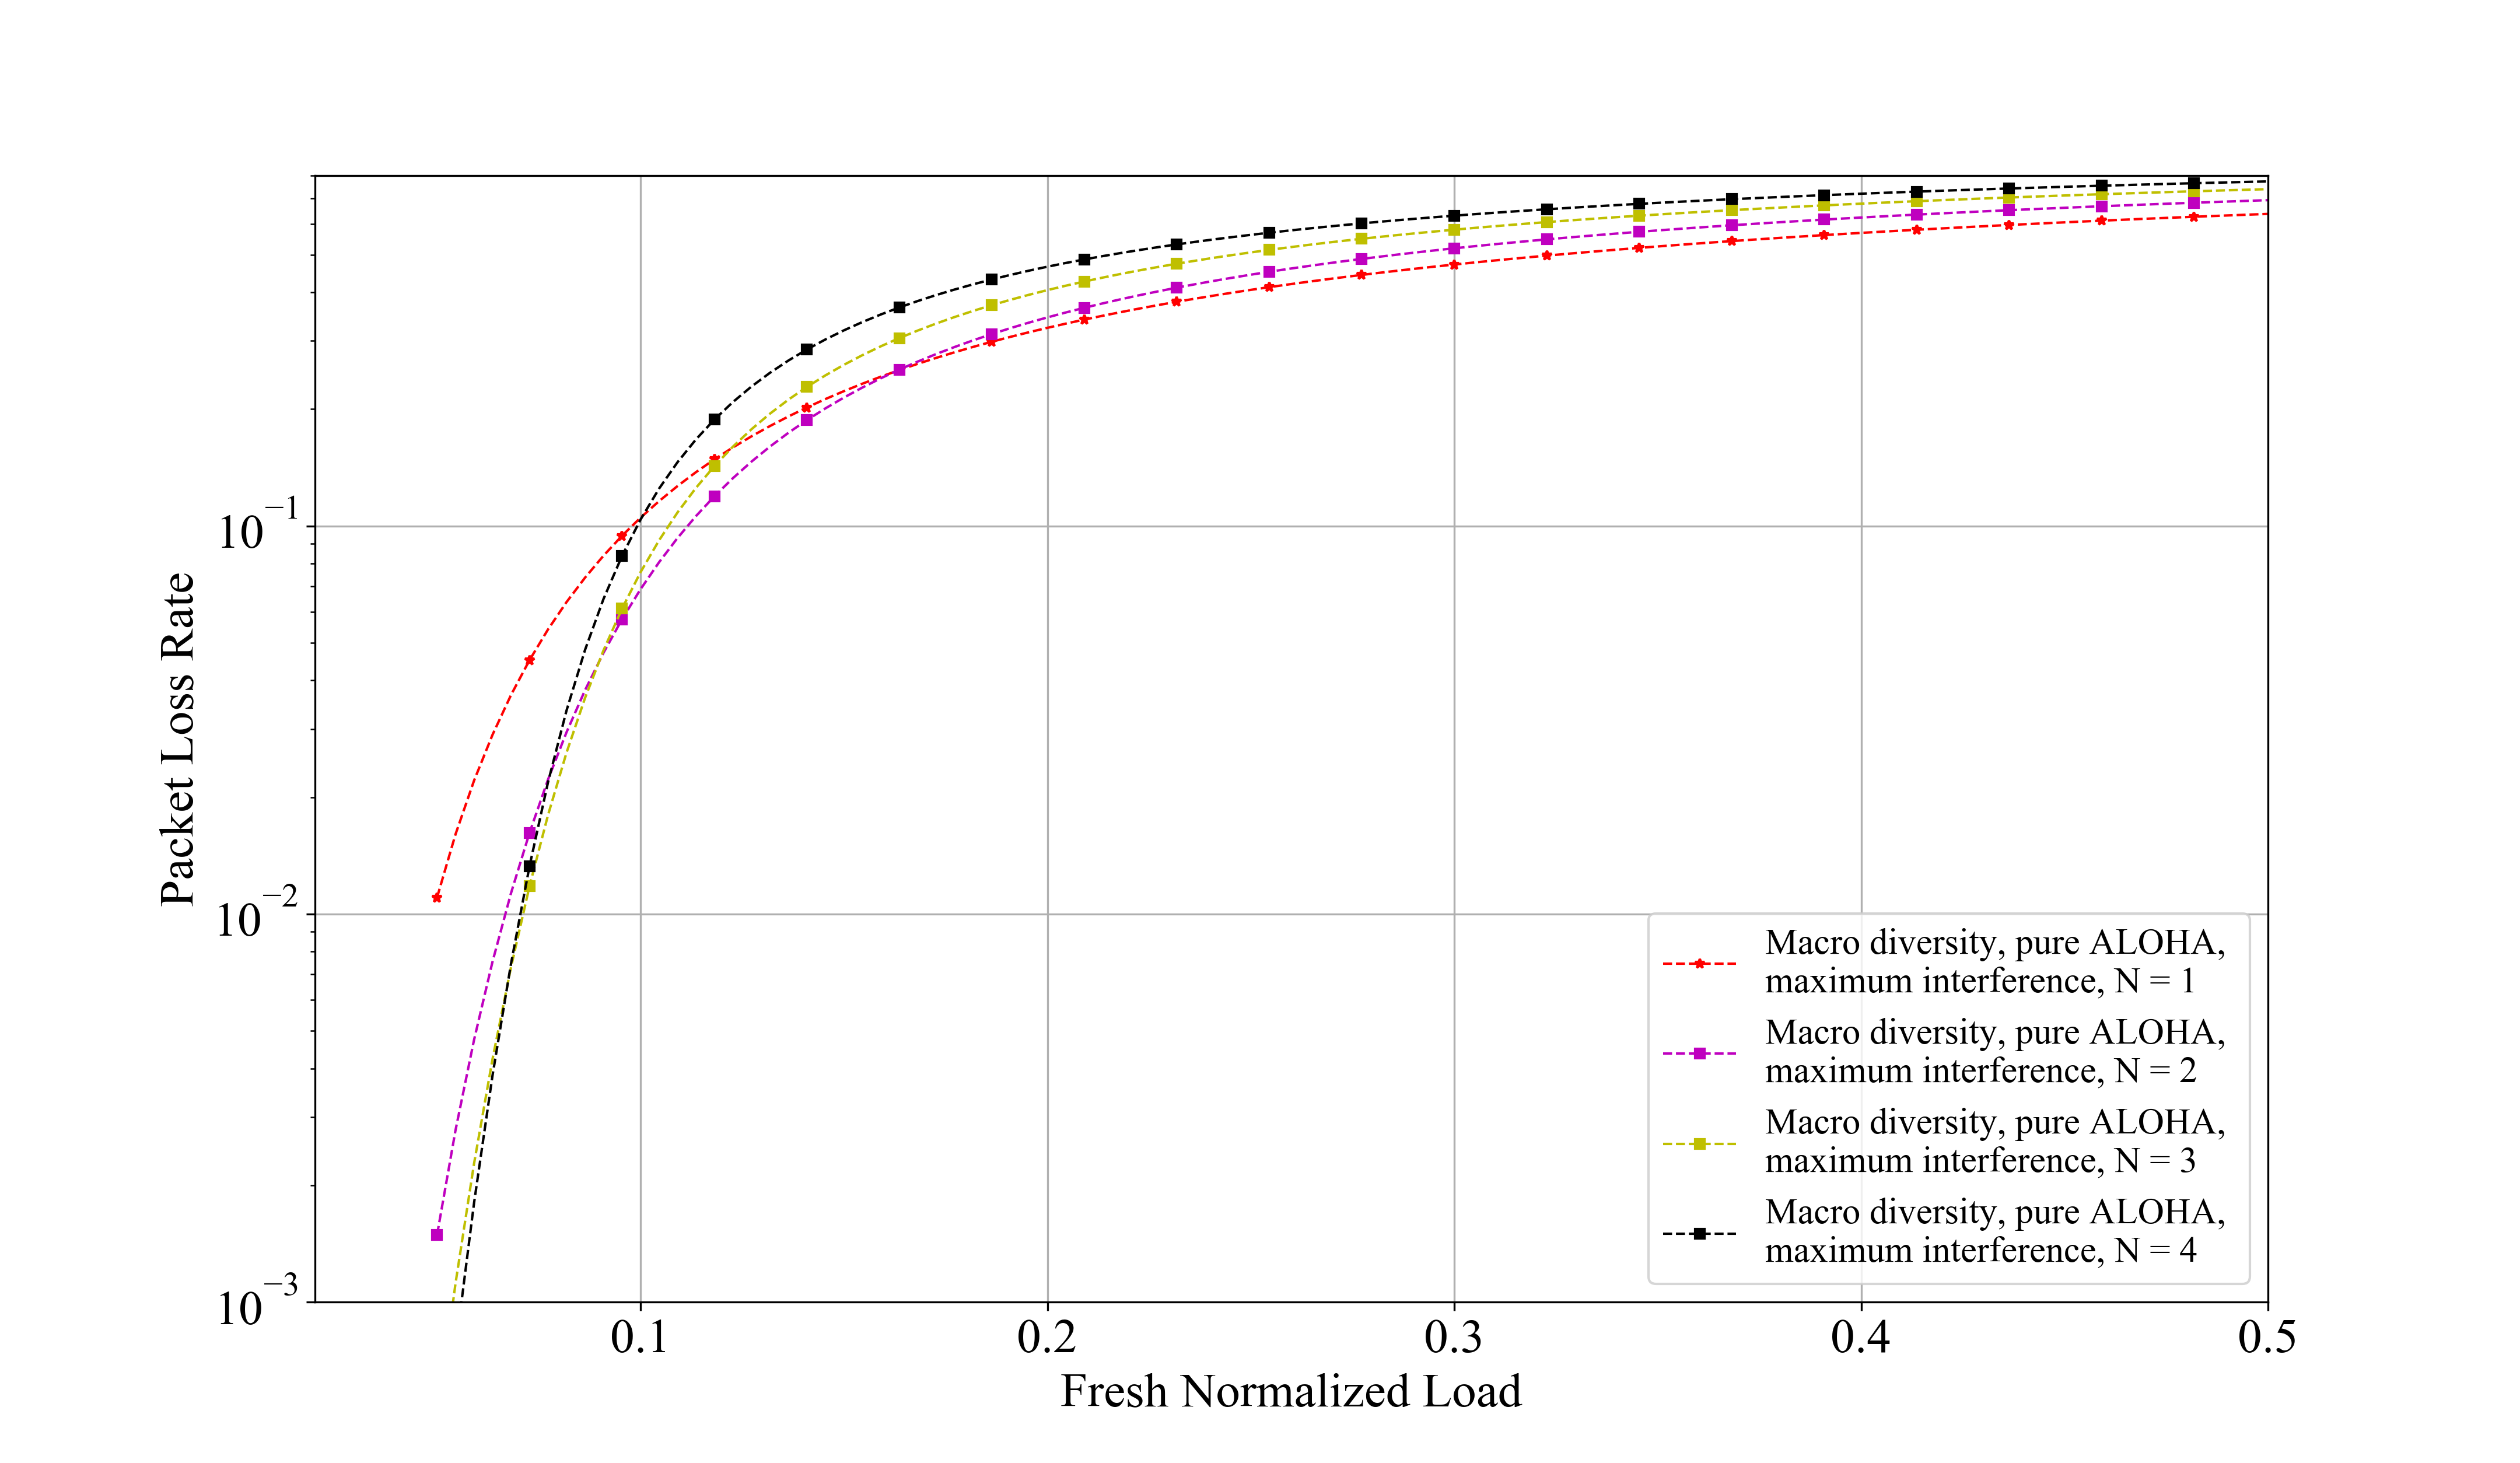 Packet Loss Rate
10⁻¹
10⁻²
10⁻³
0.1
0.2
0.3
0.4
0.5
Fresh Normalized Load
Macro diversity, pure ALOHA,
maximum interference, N = 1
Macro diversity, pure ALOHA,
maximum interference, N = 2
Macro diversity, pure ALOHA,
maximum interference, N = 3
Macro diversity, pure ALOHA,
maximum interference, N = 4